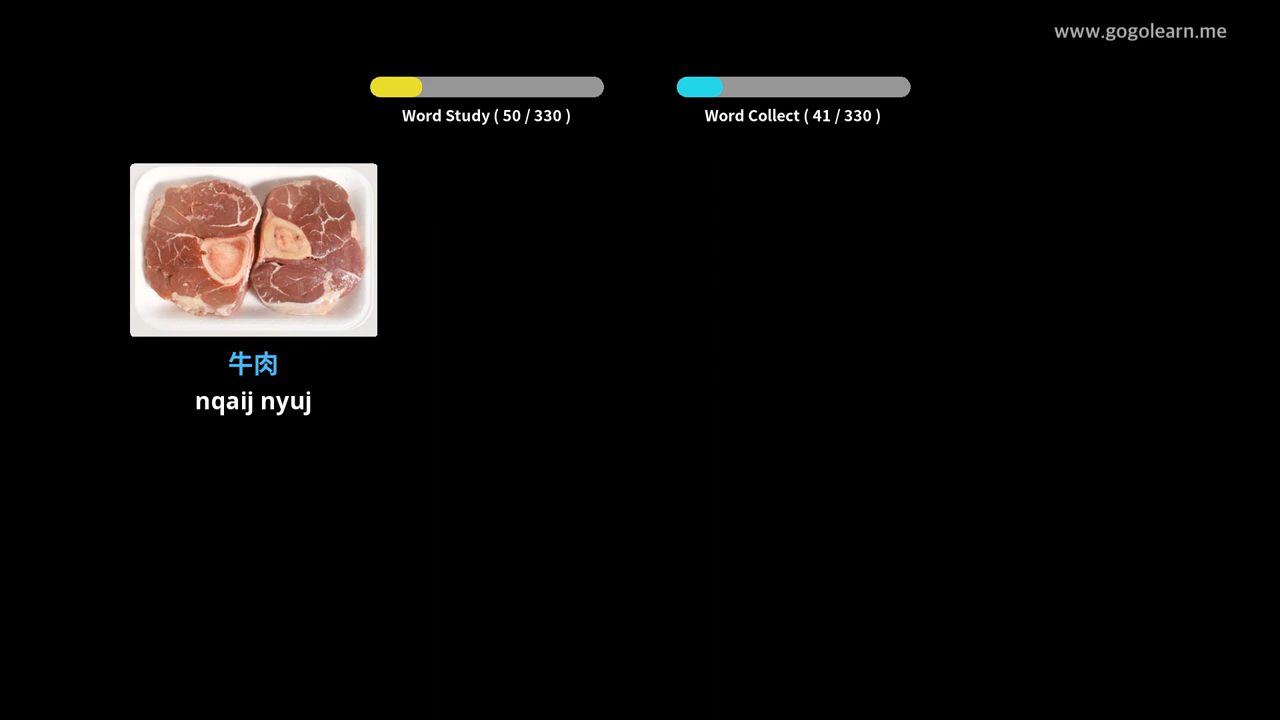 www.gogolearn.me
Word Study ( 50 / 330 )
Word Collect ( 41 / 330 )
牛肉
nqaij nyuj